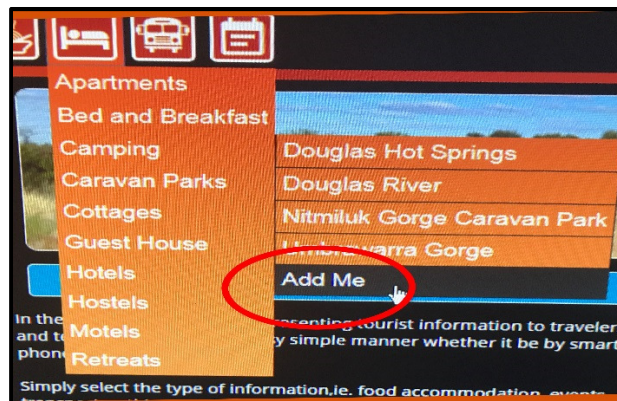 Apartments
Bed and Breakfast
Camping
Caravan Parks
Cottages
Guest House
Hotels
Hostels
Motels
Retreats
Douglas Hot Springs
Douglas River
Nitmiluk Gorge Caravan Park
Umbrawarra Gorge
Add Me
In the tourist information to traveler
and simple manner whether it be by smart
Simply select the type of information,ie. food accommodation, events